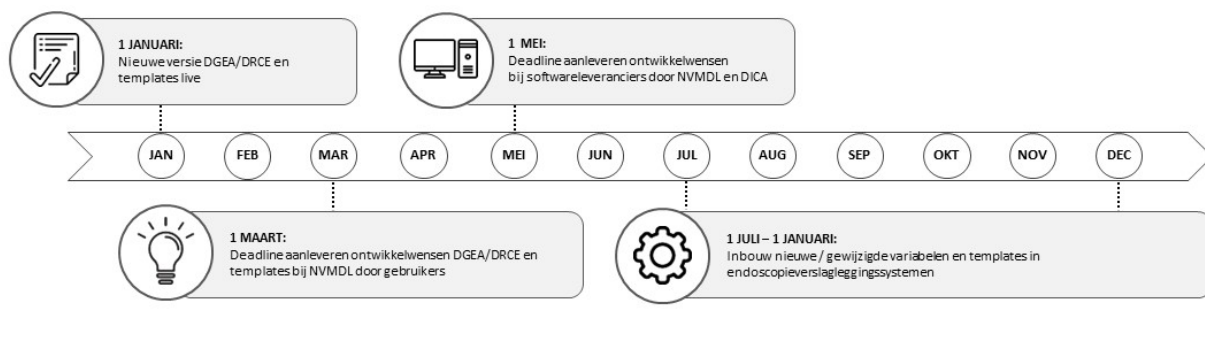 1 JANUARI:
Nieuwe versie DGEA/DRCE en
templates live
1 MEI:
Deadline aanleveren ontwikkelwensen
bij softwareleveranciers door NVMDL en DICA
JAN FEB MAR APR MEI JUN JUL AUG SEP OKT NOV DEC
1 MAART:
Deadline aanleveren ontwikkelwensen DGEA/DRCE en
templates bij NVMDL door gebruikers
1 JULI – 1 JANUARI:
Inbouw nieuwe / gewijzigde variabelen en templates in
endoscopieverslagleggingssystemen